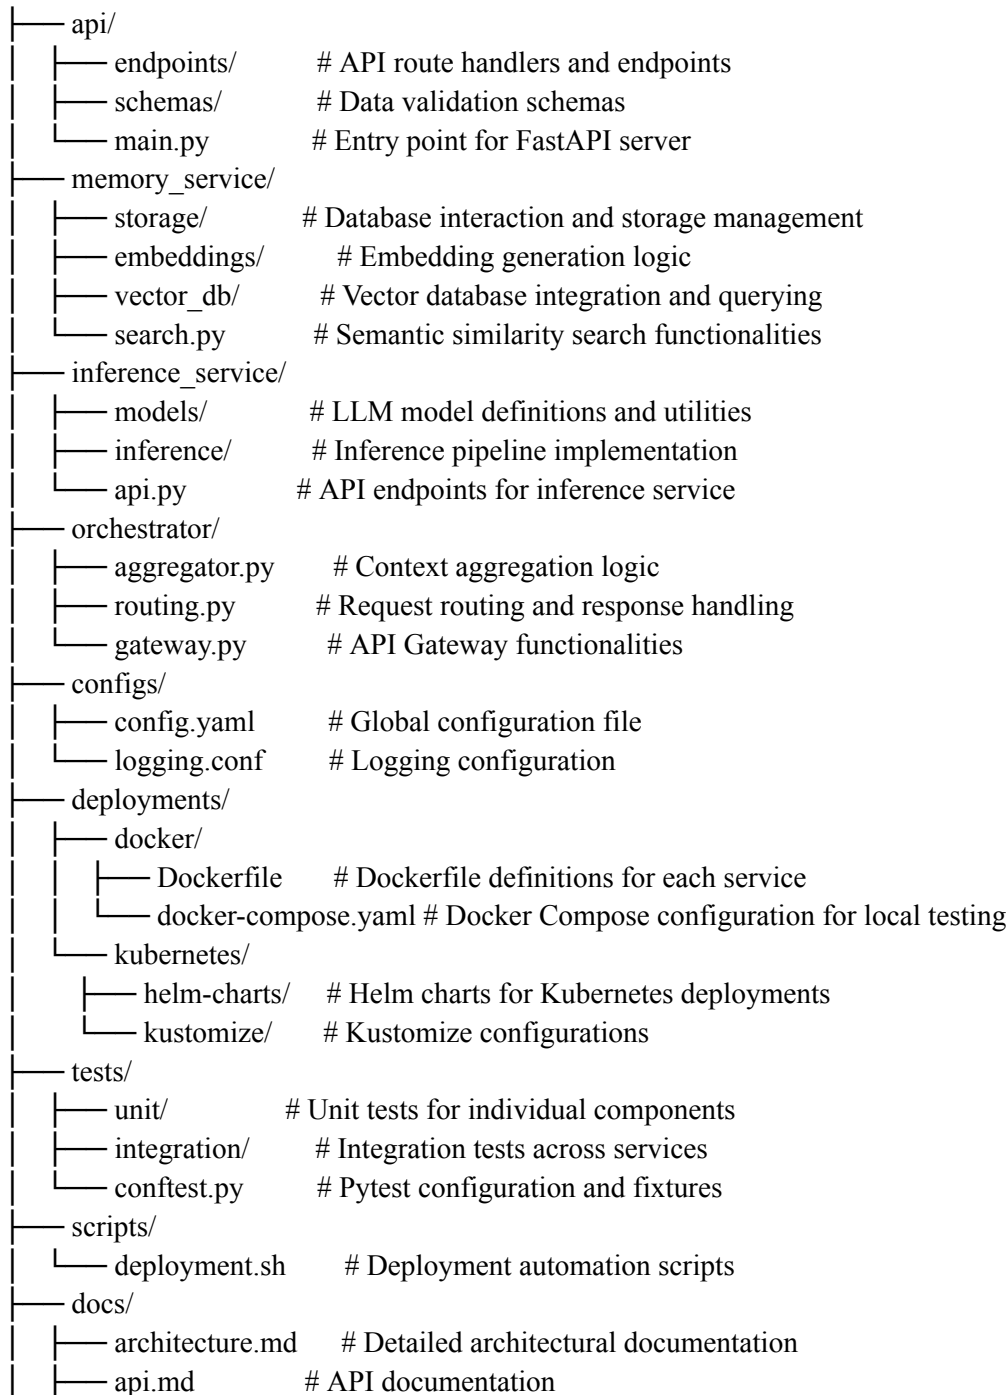 ├── api/
│   ├── endpoints/ # API route handlers and endpoints
│   ├── schemas/ # Data validation schemas
│   └── main.py # Entry point for FastAPI server
├── memory_service/
│   ├── storage/ # Database interaction and storage management
│   ├── embeddings/ # Embedding generation logic
│   ├── vector_db/ # Vector database integration and querying
│   └── search.py # Semantic similarity search functionalities
├── inference_service/
│   ├── models/ # LLM model definitions and utilities
│   ├── inference/ # Inference pipeline implementation
│   └── api.py # API endpoints for inference service
├── orchestrator/
│   ├── aggregator.py # Context aggregation logic
│   ├── routing.py # Request routing and response handling
│   └── gateway.py # API Gateway functionalities
├── configs/
│   ├── config.yaml # Global configuration file
│   └── logging.conf # Logging configuration
├── deployments/
│   ├── docker/
│   │   ├── Dockerfile # Dockerfile definitions for each service
│   │   └── docker-compose.yaml # Docker Compose configuration for local testing
│   └── kubernetes/
│       ├── helm-charts/ # Helm charts for Kubernetes deployments
│       └── kustomize/ # Kustomize configurations
├── tests/
│   ├── unit/ # Unit tests for individual components
│   ├── integration/ # Integration tests across services
│   └── conftest.py # Pytest configuration and fixtures
├── scripts/
│   └── deployment.sh # Deployment automation scripts
├── docs/
│   ├── architecture.md # Detailed architectural documentation
│   ├── api.md # API documentation